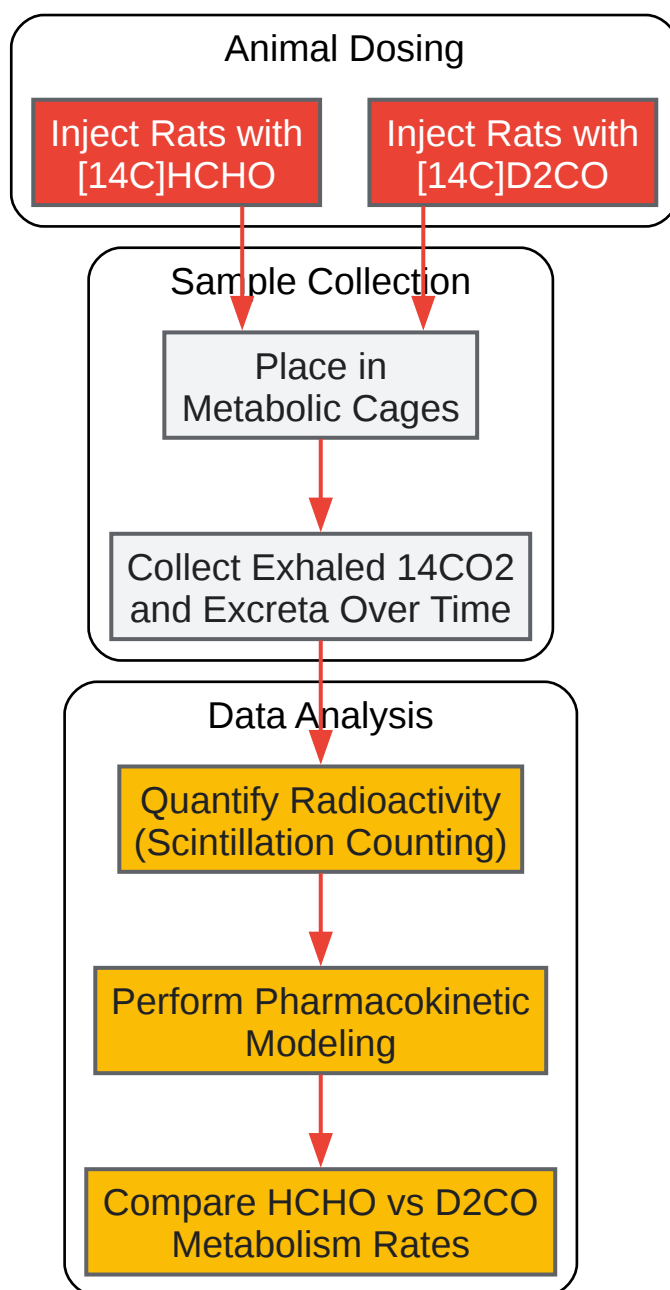 Animal Dosing
Inject Rats with
[14C]HCHO
Inject Rats with
[14C]D2CO
Sample Collection
Place in
Metabolic Cages
Collect Exhaled 14CO2
and Excreta Over Time
Data Analysis
Quantify Radioactivity
(Scintillation Counting)
Perform Pharmacokinetic
Modeling
Compare HCHO vs D2CO
Metabolism Rates